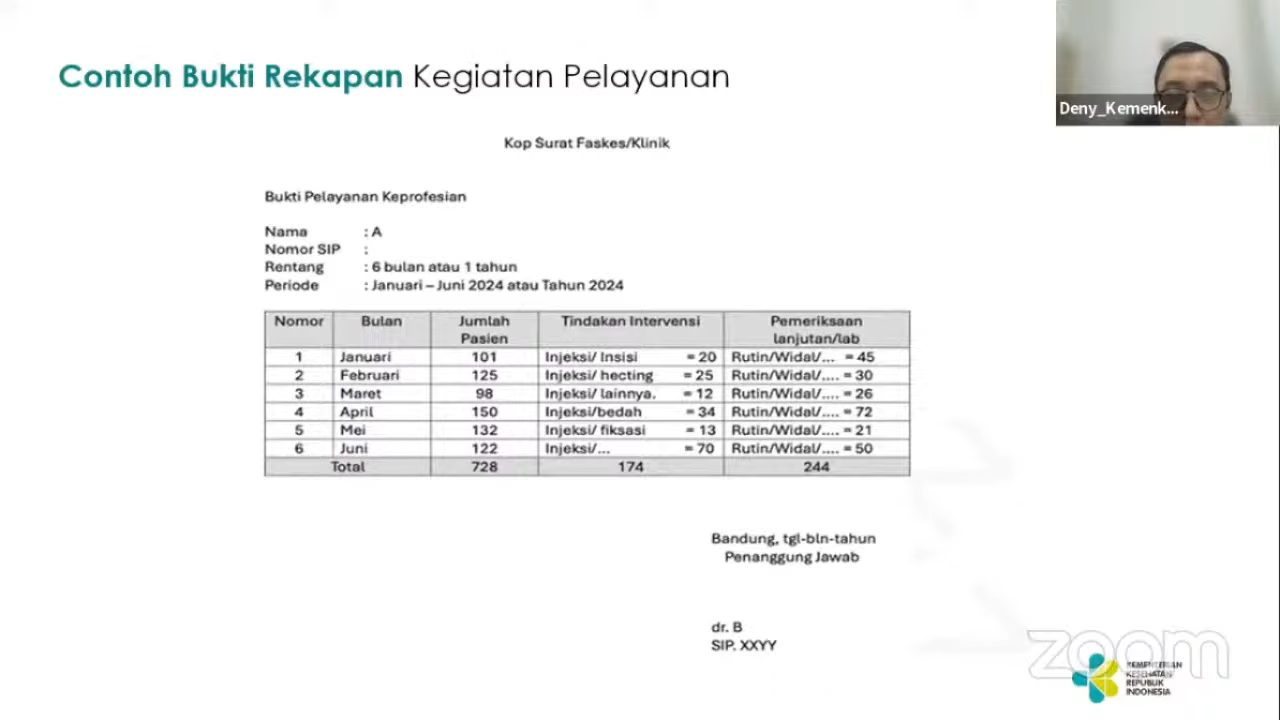 Contoh Bukti Rekapan Kegiatan Pelayanan
Deny_Kemenk...
Kop Surat Faskes/Klinik
Bukti Pelayanan Keprofesian
Nama : A
Nomor SIP :
Rentang : 6 bulan atau 1 tahun
Periode : Januari – Juni 2024 atau Tahun 2024
Nomor Bulan Jumlah Pasien Tindakan Intervensi Pemeriksaan lanjutan/lab
1 Januari 101 Injeksi/ Insisi = 20 Rutin/Widal/... = 45
2 Februari 125 Injeksi/ hecting = 25 Rutin/Widal/.... = 30
3 Maret 98 Injeksi/ lainnya. = 12 Rutin/Widal/.... = 26
4 April 150 Injeksi/bedah = 34 Rutin/Widal/.... = 72
5 Mei 132 Injeksi/ fiksasi = 13 Rutin/Widal/.... = 21
6 Juni 122 Injeksi/... = 70 Rutin/Widal/.... = 50
Total 728 174 244
Bandung, tgl-bln-tahun
Penanggung Jawab
dr. B
SIP. XXYY
zoom
KEMENTERIAN
KESEHATAN
REPUBLIK
INDONESIA